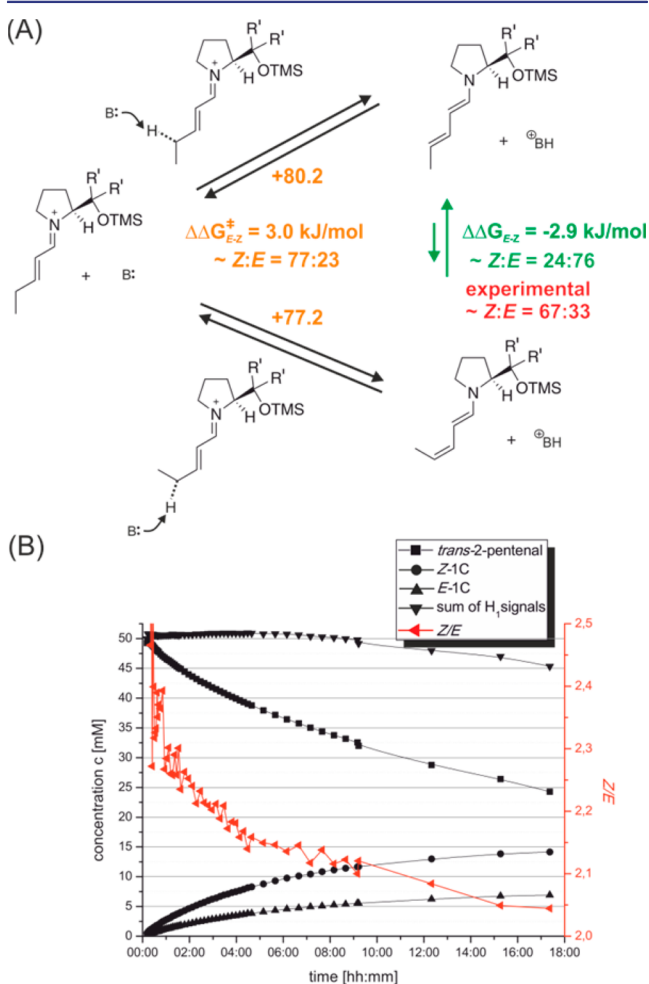 (A)
R'
R'
N
+
H
OTMS
B:
H
R'
R'
N
H
OTMS
+ ⊕BH
+80.2
R'
R'
N
+
H
OTMS
+ B:
ΔΔG‡E-Z = 3.0 kJ/mol
~ Z:E = 77:23
ΔΔGE-Z = -2.9 kJ/mol
~ Z:E = 24:76
experimental
~ Z:E = 67:33
+77.2
R'
R'
N
+
H
OTMS
H
B:
R'
R'
N
H
OTMS
+ ⊕BH
(B)
trans-2-pentenal
Z-1C
E-1C
sum of H1signals
Z/E
50
45
40
35
30
25
20
15
10
5
0
concentration c [mM]
2,5
2,4
2,3
2,2
2,1
2,0
Z/E
00:00 02:00 04:00 06:00 08:00 10:00 12:00 14:00 16:00 18:00
time [hh:mm]